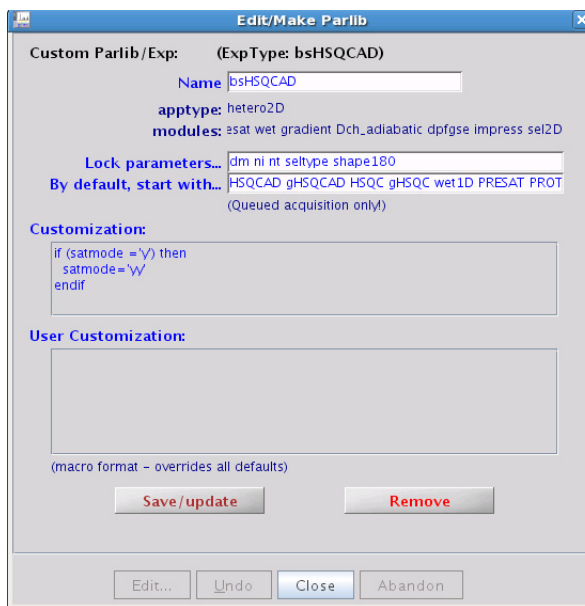 Edit/Make Parlib
Custom Parlib/Exp: (ExpType: bsHSQCAD)
Name bsHSQCAD
apptype: hetero2D
modules: esat wet gradient Dch_adiabatic dpfgse impress sel2D
Lock parameters... dm ni nt seltype shape180
By default, start with... HSQCAD gHSQCAD HSQC gHSQC wet1D PRESAT PROT
(Queued acquisition only!)
Customization:
if (satmode ='y') then
satmode='yy'
endif
User Customization:
(macro format – overrides all defaults)
Save/update Remove
Edit... Undo Close Abandon